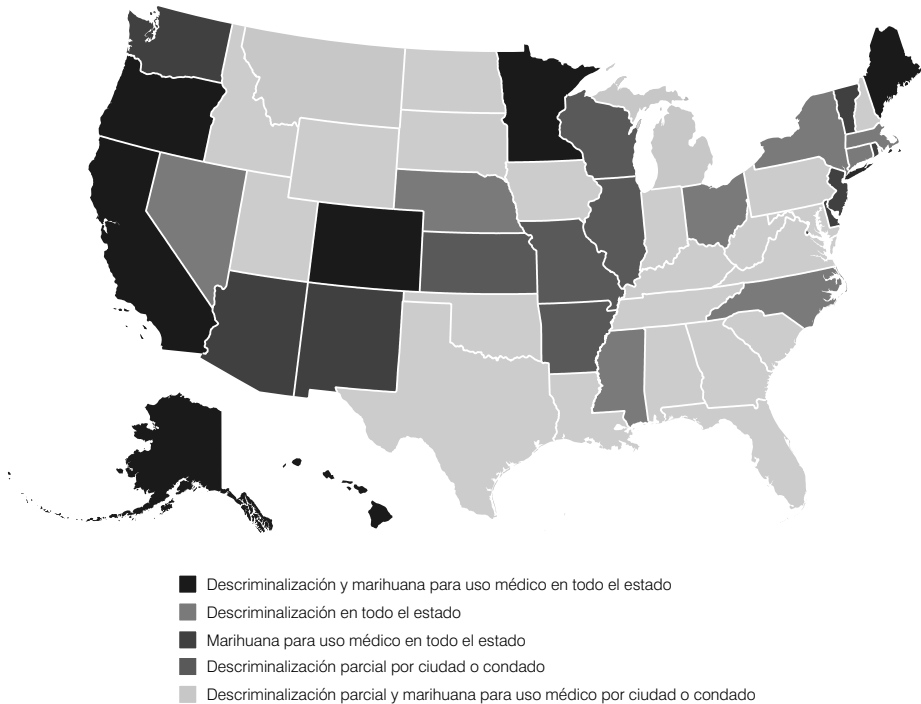 Descriminalización y marihuana para uso médico en todo el estado
Descriminalización en todo el estado
Marihuana para uso médico en todo el estado
Descriminalización parcial por ciudad o condado
Descriminalización parcial y marihuana para uso médico por ciudad o condado